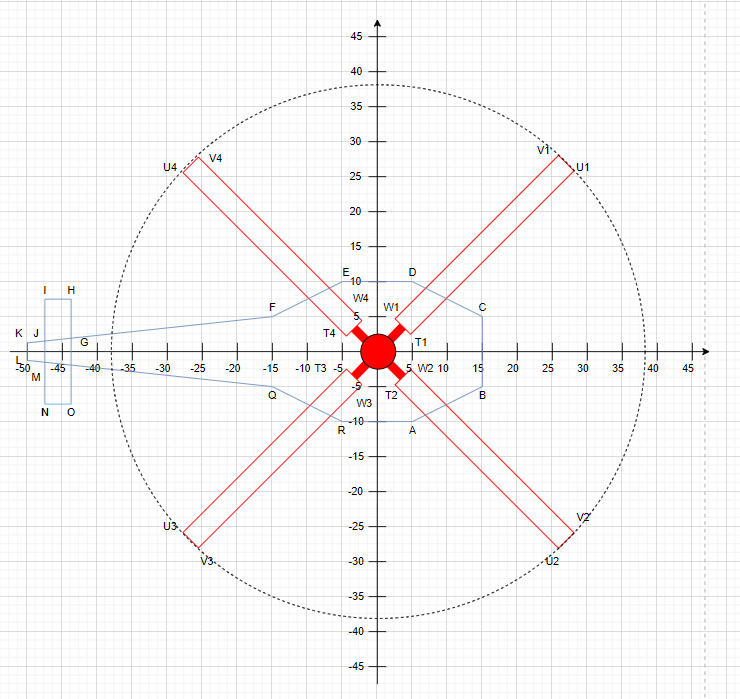 45
40
35
30
25
20
15
10
5
-5
-10
-15
-20
-25
-30
-35
-40
-45
-50 -45 -40 -35 -30 -25 -20 -15 -10 -5 5 10 15 20 25 30 35 40 45
V1
U1
V4
U4
E D
I H
W4 W1
F C
K J
T4
G T1
L
T3 W2
M
Q T2 B
W3
N O
R A
V2
U3
V3
U2